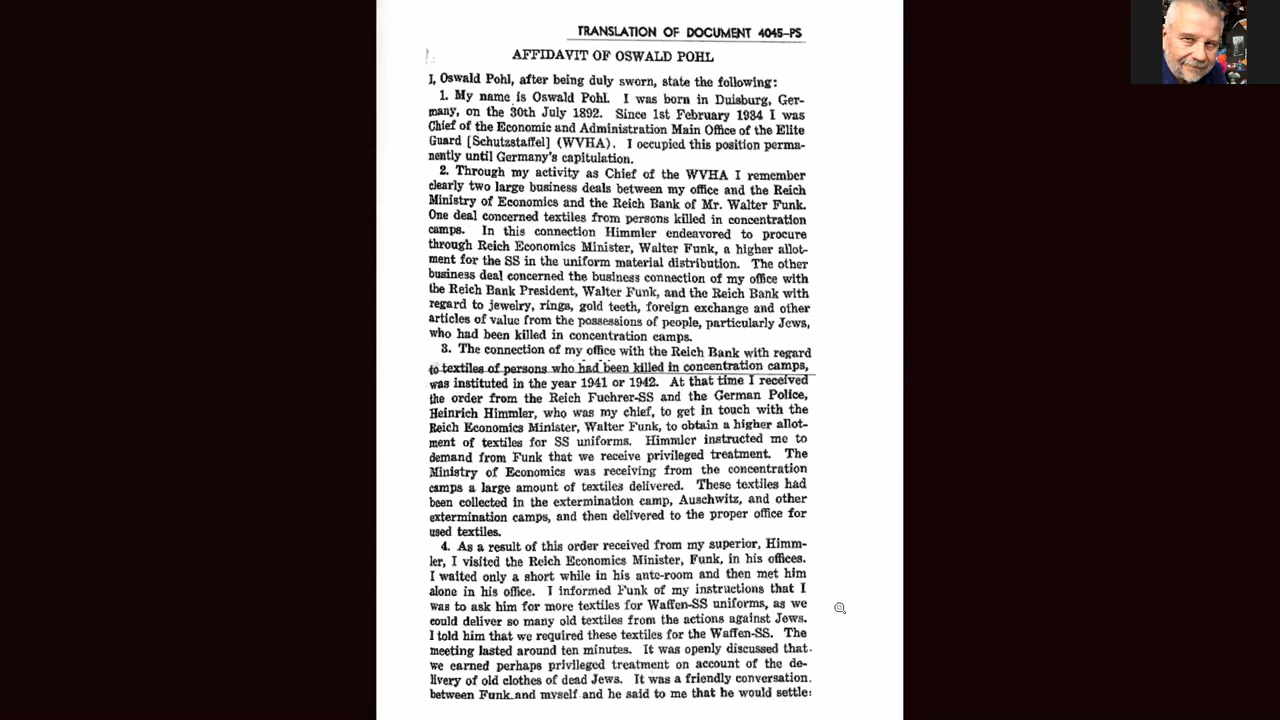 TRANSLATION OF DOCUMENT 4045-PS
AFFIDAVIT OF OSWALD POHL
I, Oswald Pohl, after being duly sworn, state the following:
1. My name is Oswald Pohl. I was born in Duisburg, Ger-
many, on the 30th July 1892. Since 1st February 1934 I was
Chief of the Economic and Administration Main Office of the Elite
Guard [Schutzstaffel] (WVHA). I occupied this position perma-
nently until Germany's capitulation.
2. Through my activity as Chief of the WVHA I remember
clearly two large business deals between my office and the Reich
Ministry of Economics and the Reich Bank of Mr. Walter Funk.
One deal concerned textiles from persons killed in concentration
camps. In this connection Himmler endeavored to procure
through Reich Economics Minister, Walter Funk, a higher allot-
ment for the SS in the uniform material distribution. The other
business deal concerned the business connection of my office with
the Reich Bank President, Walter Funk, and the Reich Bank with
regard to jewelry, rings, gold teeth, foreign exchange and other
articles of value from the possessions of people, particularly Jews,
who had been killed in concentration camps.
3. The connection of my office with the Reich Bank with regard
to textiles of persons who had been killed in concentration camps,
was instituted in the year 1941 or 1942. At that time I received
the order from the Reich Fuehrer-SS and the German Police,
Heinrich Himmler, who was my chief, to get in touch with the
Reich Economics Minister, Walter Funk, to obtain a higher allot-
ment of textiles for SS uniforms. Himmler instructed me to
demand from Funk that we receive privileged treatment. The
Ministry of Economics was receiving from the concentration
camps a large amount of textiles delivered. These textiles had
been collected in the extermination camp, Auschwitz, and other
extermination camps, and then delivered to the proper office for
used textiles.
4. As a result of this order received from my superior, Himm-
ler, I visited the Reich Economics Minister, Funk, in his offices.
I waited only a short while in his ante-room and then met him
alone in his office. I informed Funk of my instructions that I
was to ask him for more textiles for Waffen-SS uniforms, as we
could deliver so many old textiles from the actions against Jews.
I told him that we required these textiles for the Waffen-SS. The
meeting lasted around ten minutes. It was openly discussed that
we earned perhaps privileged treatment on account of the de-
livery of old clothes of dead Jews. It was a friendly conversation
between Funk and myself and he said to me that he would settle